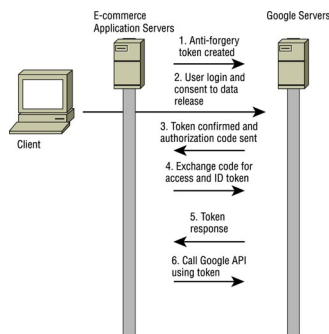 E-commerce
Application Servers
Google Servers
1. Anti-forgery
token created
2. User login and
consent to data
release
Client
3. Token confirmed and
authorization code sent
4. Exchange code for
access and ID token
5. Token
response
6. Call Google API
using token